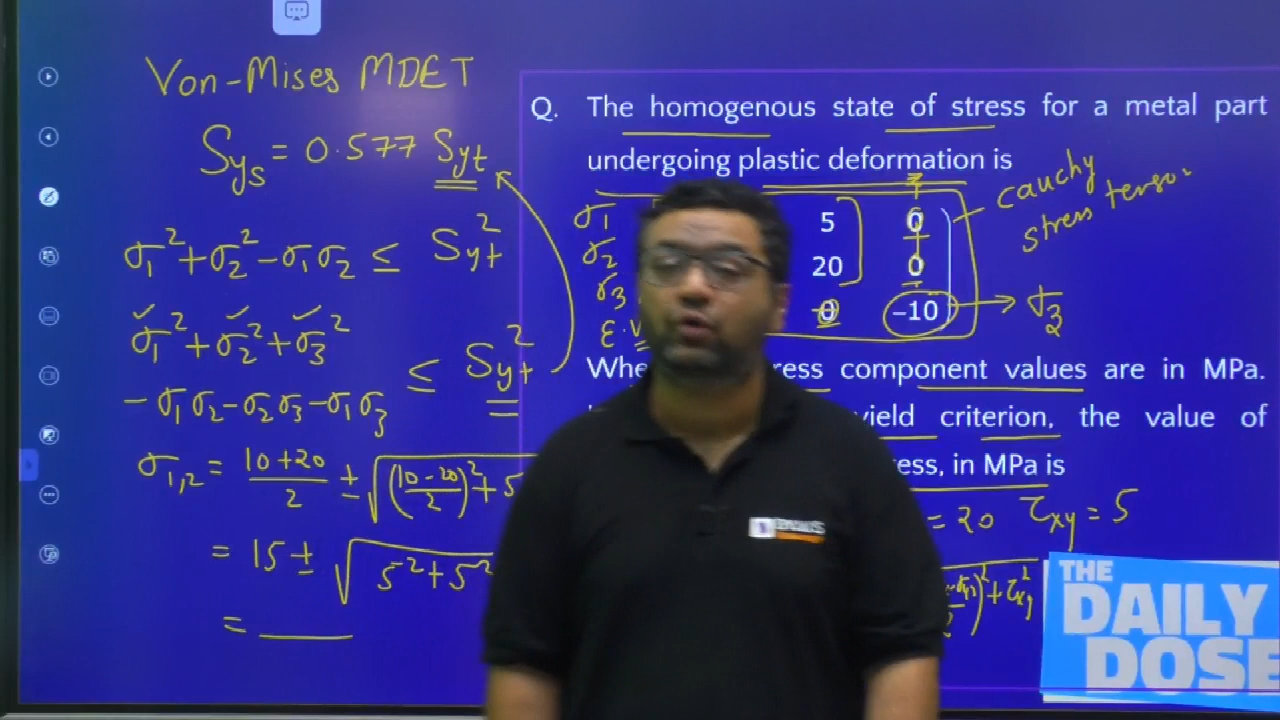 Von-Mises MDET
Sys = 0.577 Syt
σ1² + σ2² - σ1σ2 ≤ Syt²
σ1² + σ2² + σ3²
- σ1σ2 - σ2σ3 - σ1σ3 ≤ Syt²
σ1,2 = (10+20)/2 ± √((10-20)/2)² + 5
= 15 ± √5² + 5²
=
Q. The homogenous state of stress for a metal part
undergoing plastic deformation is
σ1 5 0
σ2 20 0
σ3 0 -10
cauchy
stress tensor
→ σ3
component values are in MPa.
yield criterion, the value of
in MPa is
= 20 τxy = 5
+ τxy²
THE
DAILY
DOSE